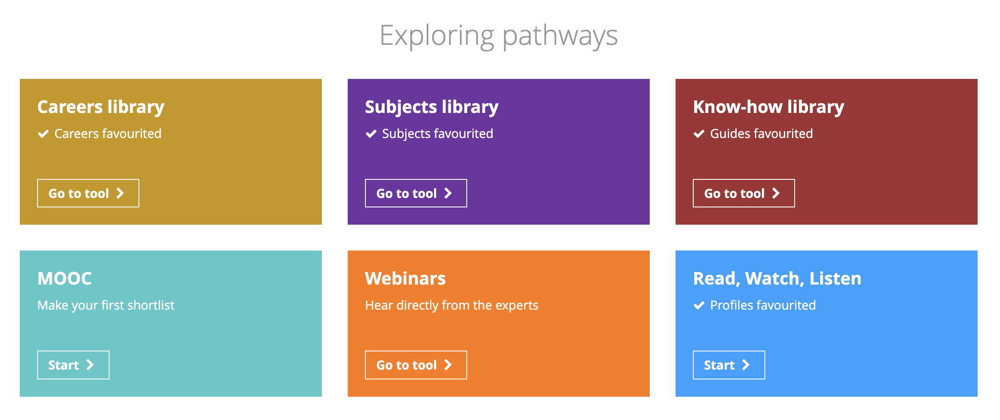 Exploring pathways
Careers library
Careers favourited
Go to tool
Subjects library
Subjects favourited
Go to tool
Know-how library
Guides favourited
Go to tool
MOOC
Make your first shortlist
Start
Webinars
Hear directly from the experts
Go to tool
Read, Watch, Listen
Profiles favourited
Start